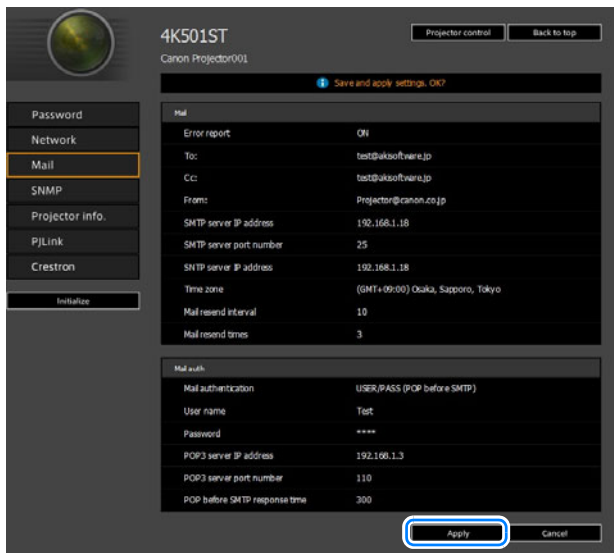 4K501ST
Projector control
Back to top
Canon Projector001
Save and apply settings. OK?
Password
Network
Mail
SNMP
Projector info.
PJLink
Crestron
Initialize
Mail
Error report ON
To: test@aksoftware.jp
Cc: test@aksoftware.jp
From: Projector@canon.co.jp
SMTP server IP address 192.168.1.18
SMTP server port number 25
SNTP server IP address 192.168.1.18
Time zone (GMT+09:00) Osaka, Sapporo, Tokyo
Mail resend interval 10
Mail resend times 3
Mail auth
Mail authentication USER/PASS (POP before SMTP)
User name Test
Password ****
POP3 server IP address 192.168.1.3
POP3 server port number 110
POP before SMTP response time 300
Apply
Cancel